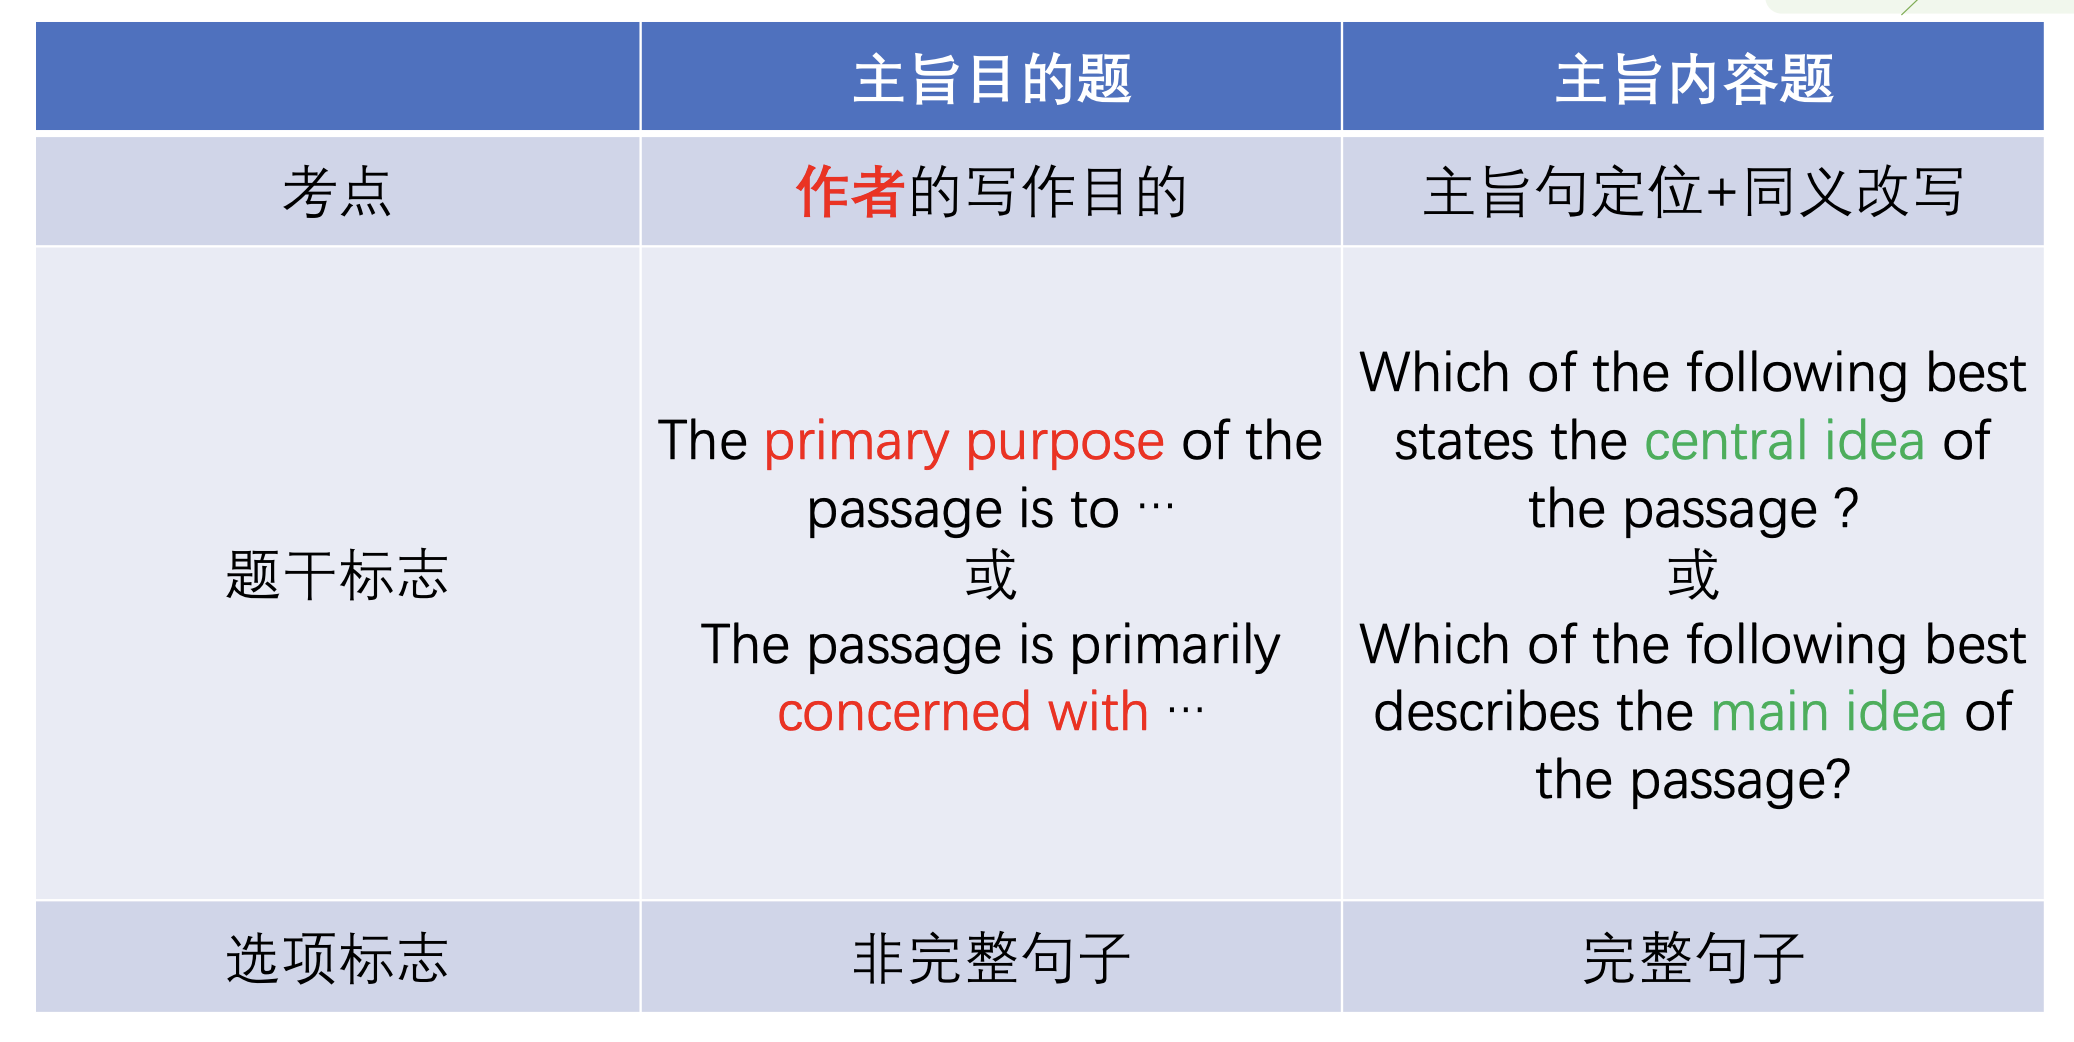 主旨目的题
主旨内容题
考点
作者的写作目的
主旨句定位+同义改写
题干标志
The primary purpose of the
passage is to …
或
The passage is primarily
concerned with …
Which of the following best
states the central idea of
the passage ?
或
Which of the following best
describes the main idea of
the passage?
选项标志
非完整句子
完整句子